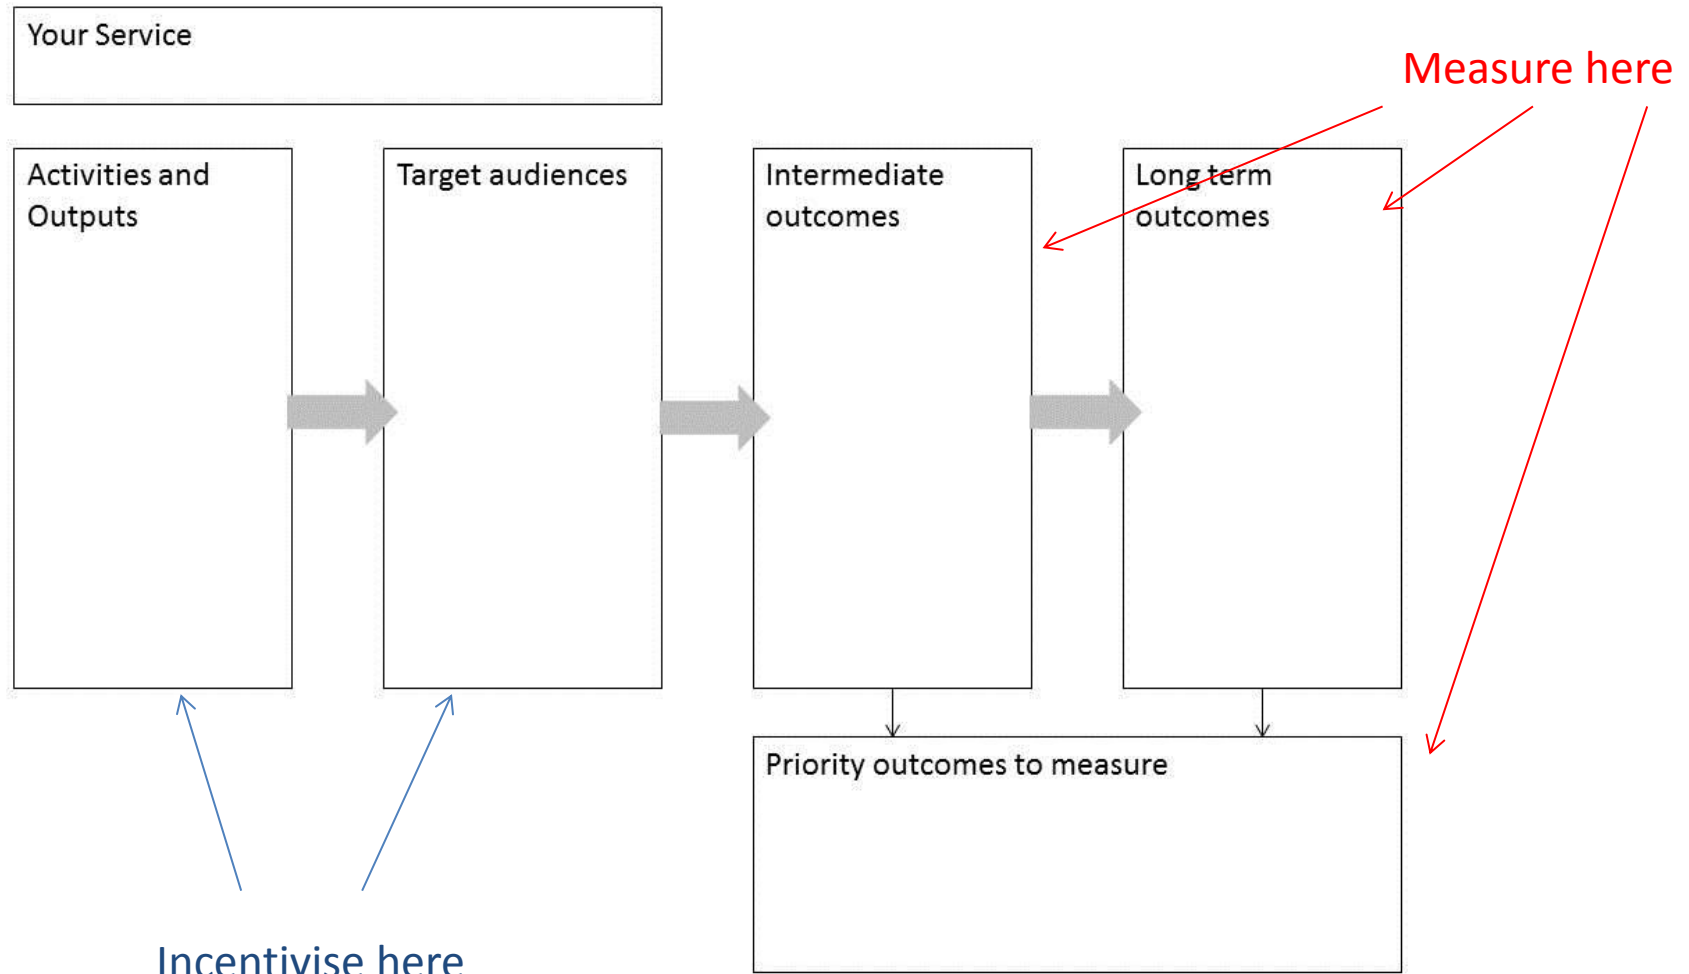 Your Service
Measure here
Activities and
Outputs
Target audiences
Intermediate
outcomes
Long term
outcomes
Priority outcomes to measure
Incentivise here